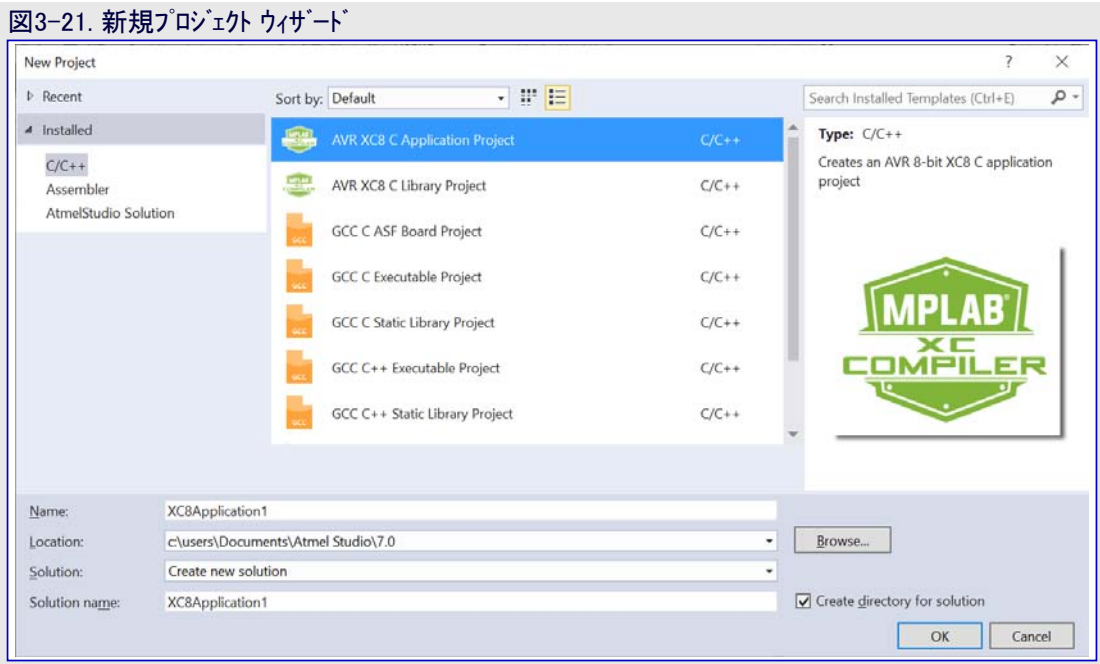 図3-21. 新規ﾌﾟﾛｼﾞｪｸﾄ ｳｨｻﾞｰﾄﾞ
New Project
? ×
Recent
Sort by: Default
Search Installed Templates (Ctrl+E)
Installed
C/C++
Assembler
AtmelStudio Solution
AVR XC8 C Application Project C/C++
AVR XC8 C Library Project C/C++
GCC C ASF Board Project C/C++
GCC C Executable Project C/C++
GCC C Static Library Project C/C++
GCC C++ Executable Project C/C++
GCC C++ Static Library Project C/C++
Type: C/C++
Creates an AVR 8-bit XC8 C application
project
MPLAB
XC
COMPILER
Name: XC8Application1
Location: c:\users\Documents\Atmel Studio\7.0
Browse...
Solution: Create new solution
Solution name: XC8Application1
Create directory for solution
OK Cancel